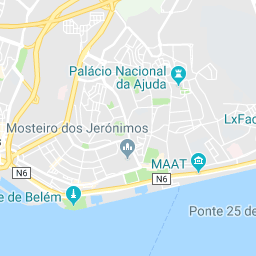 Palácio Nacional
da Ajuda
LxFac
Mosteiro dos Jerónimos
MAAT
N6
N6
e de Belém
Ponte 25 de